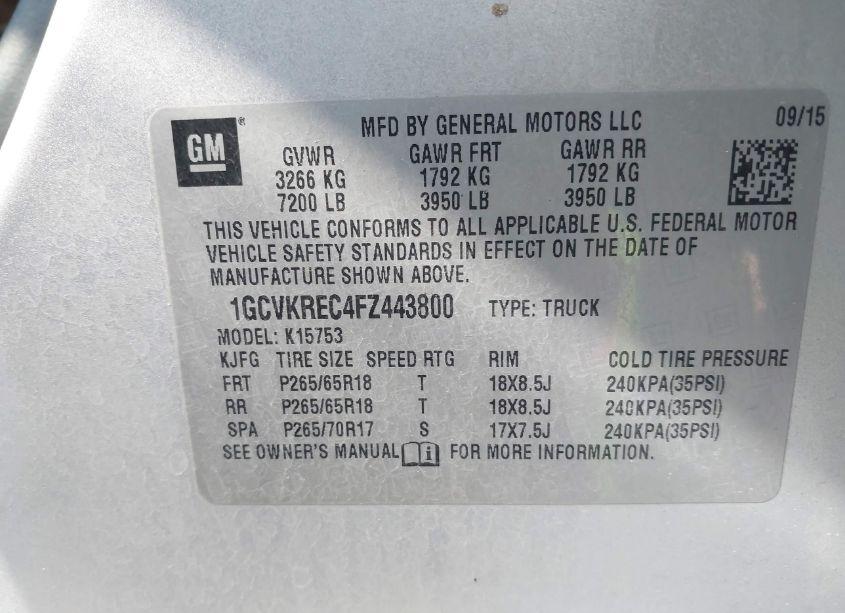 GM® MFD BY GENERAL MOTORS LLC 09/15
GVWR GAWR FRT GAWR RR
3266 KG 1792 KG 1792 KG
7200 LB 3950 LB 3950 LB
THIS VEHICLE CONFORMS TO ALL APPLICABLE U.S. FEDERAL MOTOR
VEHICLE SAFETY STANDARDS IN EFFECT ON THE DATE OF
MANUFACTURE SHOWN ABOVE.
1GCVKREC4FZ443800 TYPE: TRUCK
MODEL: K15753
KJFG TIRE SIZE SPEED RTG RIM COLD TIRE PRESSURE
FRT P265/65R18 T 18X8.5J 240KPA(35PSI)
RR P265/65R18 T 18X8.5J 240KPA(35PSI)
SPA P265/70R17 S 17X7.5J 240KPA(35PSI)
SEE OWNER'S MANUAL i FOR MORE INFORMATION.